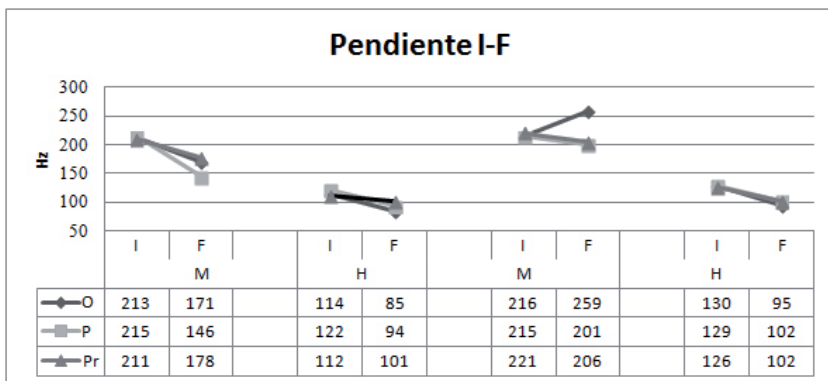 Pendiente I-F
300
250
200
150
100
50
Hz
I F I F I F I F
M H M H
O 213 171 114 85 216 259 130 95
P 215 146 122 94 215 201 129 102
Pr 211 178 112 101 221 206 126 102